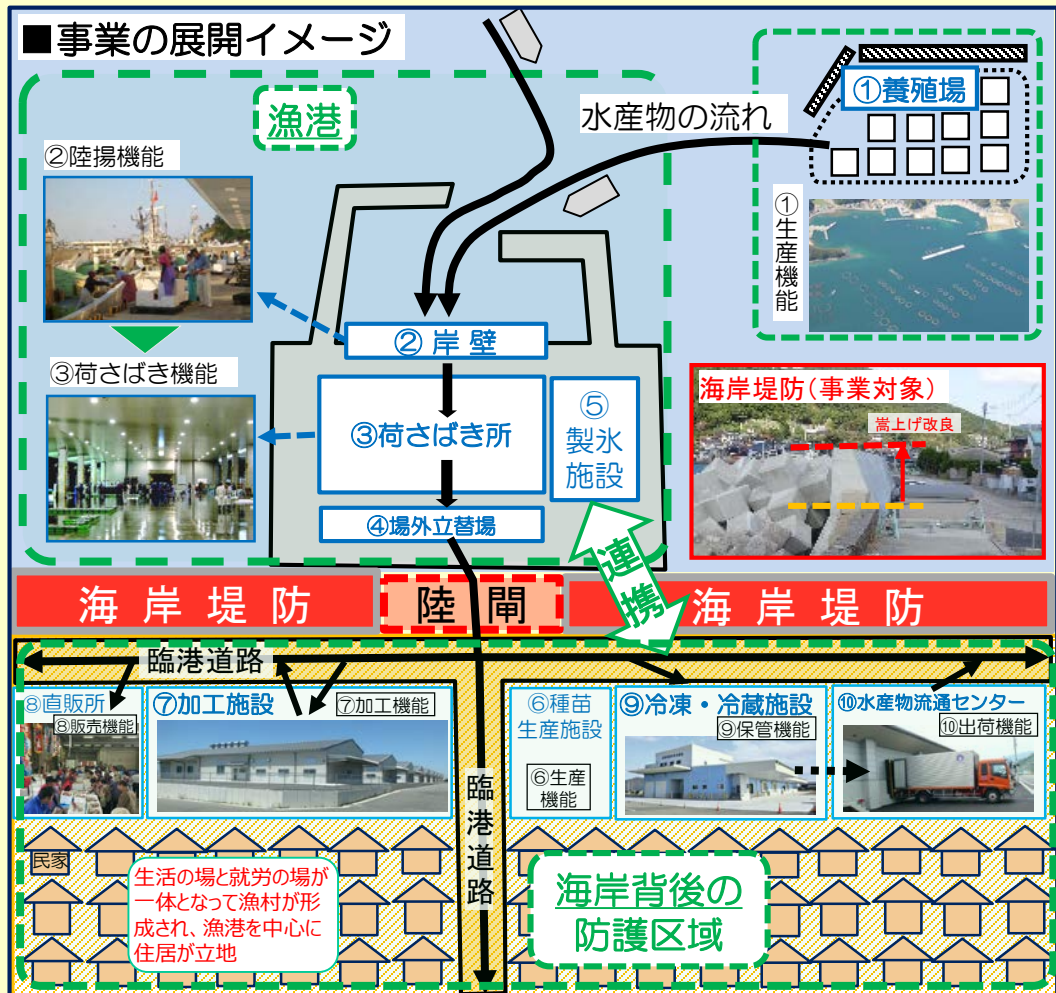 ■事業の展開イメージ
漁港
水産物の流れ
①養殖場
①生産機能
②陸揚機能
③荷さばき機能
②岸壁
③荷さばき所
④場外立替場
⑤
製氷
施設
海岸堤防(事業対象)
嵩上げ改良
連携
海岸堤防
陸閘
海岸堤防
臨港道路
⑧直販所
⑧販売機能
⑦加工施設
⑦加工機能
⑥種苗
生産施設
⑥生産
機能
⑨冷凍・冷蔵施設
⑨保管機能
⑩水産物流通センター
⑩出荷機能
臨港道路
民家
生活の場と就労の場が
一体となって漁村が形
成され、漁港を中心に
住居が立地
海岸背後の
防護区域